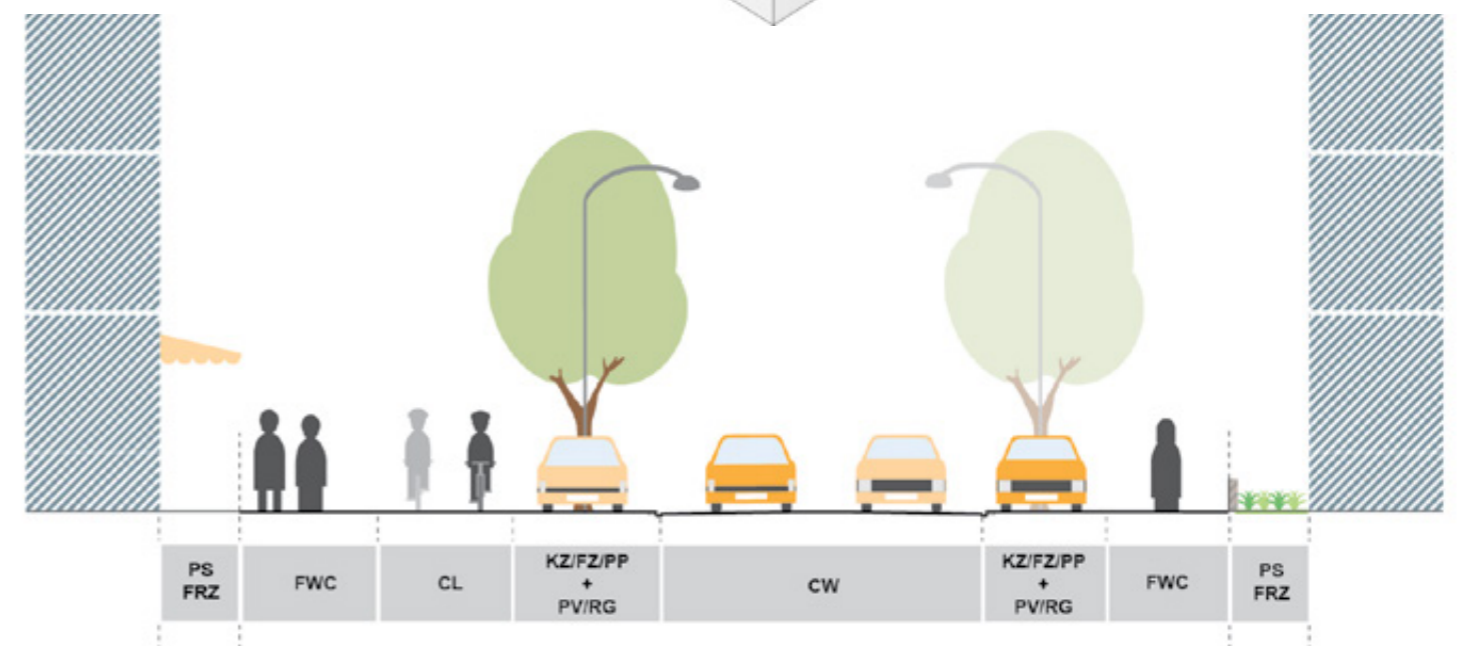 PS
FRZ
FWC
CL
KZ/FZ/PP
+
PV/RG
CW
KZ/FZ/PP
+
PV/RG
FWC
PS
FRZ